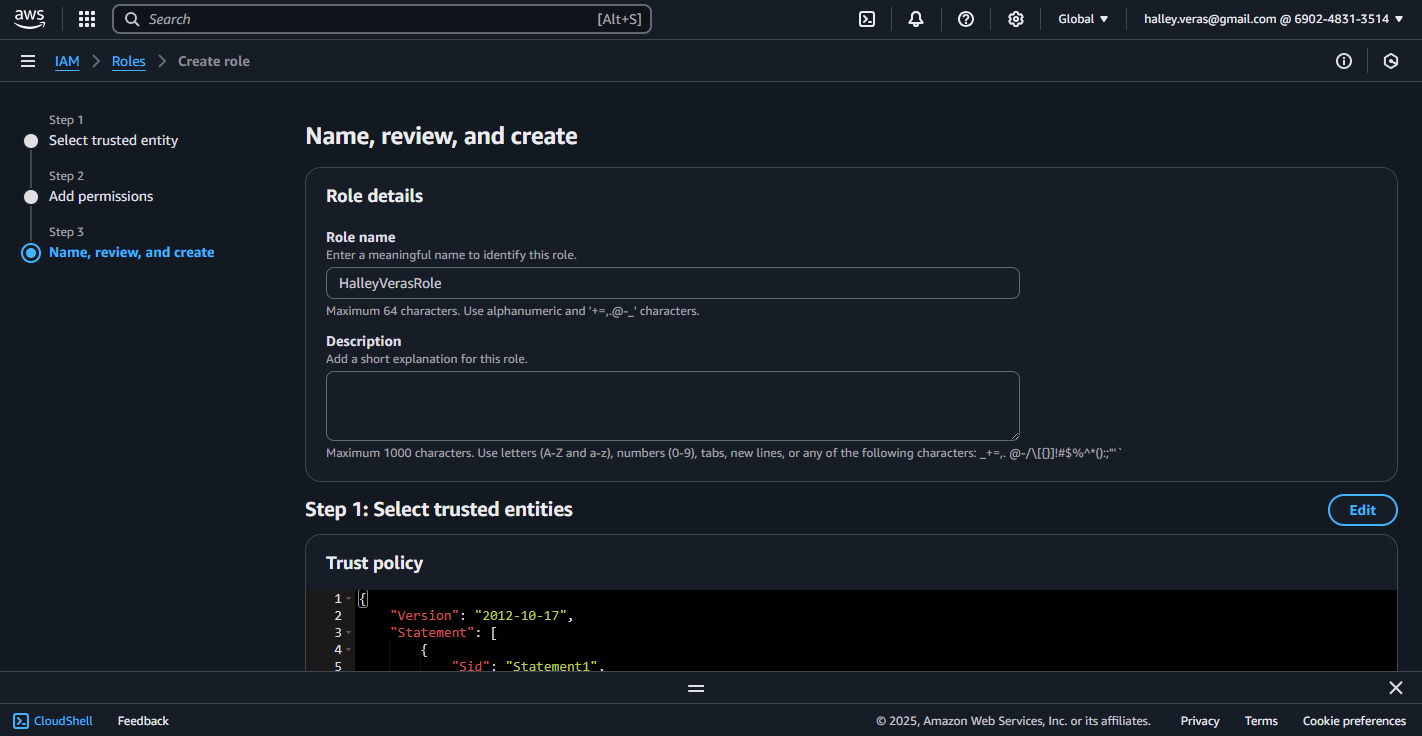 aws
Search [Alt+S]
Global ▼
halley.veras@gmail.com @ 6902-4831-3514 ▼
IAM > Roles > Create role
Step 1
Select trusted entity
Step 2
Add permissions
Step 3
Name, review, and create
Name, review, and create
Role details
Role name
Enter a meaningful name to identify this role.
HalleyVerasRole
Maximum 64 characters. Use alphanumeric and '+=,.@-_' characters.
Description
Add a short explanation for this role.
Maximum 1000 characters. Use letters (A-Z and a-z), numbers (0-9), tabs, new lines, or any of the following characters: _+=,. @-/\[{}]!#$%^*();:"'`
Step 1: Select trusted entities
Edit
Trust policy
1 {
2 "Version": "2012-10-17",
3 "Statement": [
4 {
5 "Sid": "Statement1",
CloudShell
Feedback
© 2025, Amazon Web Services, Inc. or its affiliates.
Privacy
Terms
Cookie preferences